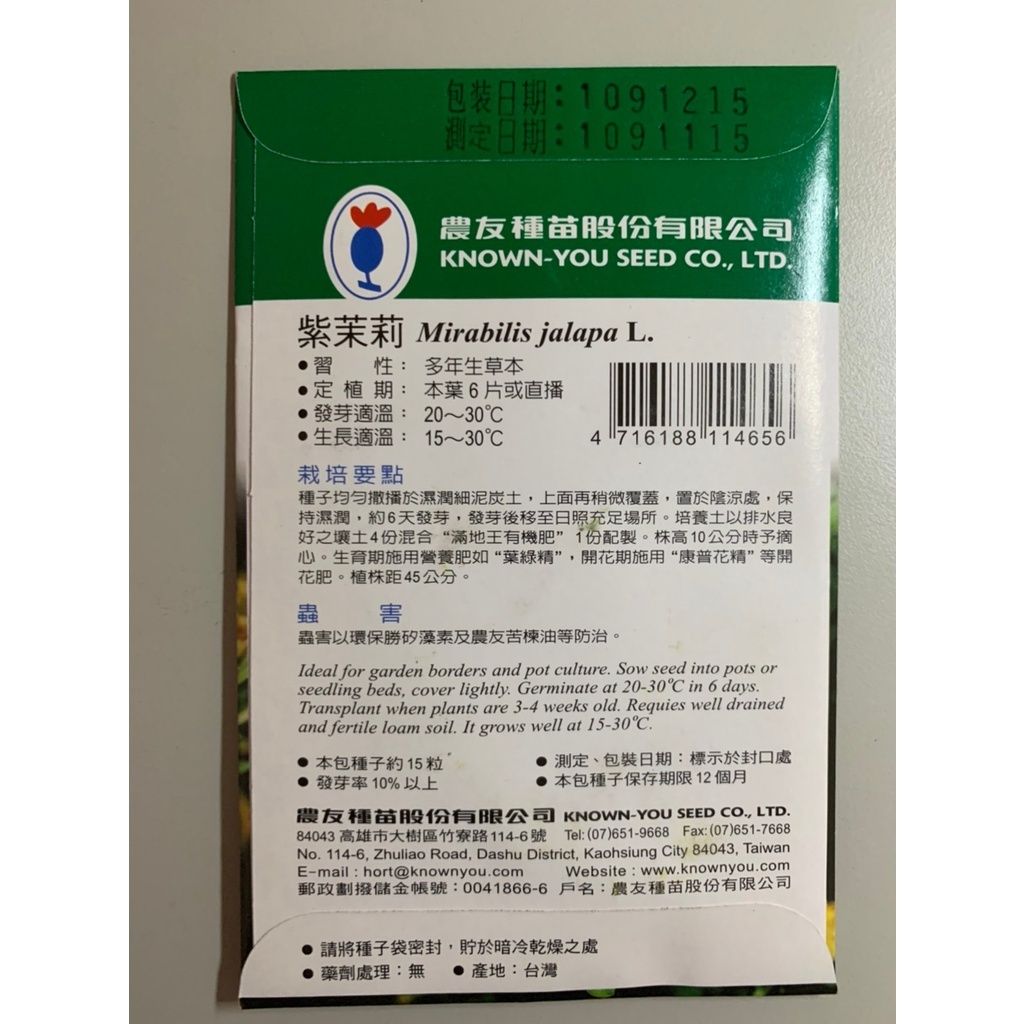 包裝日期：1091215
測定日期：1091115
農友種苗股份有限公司
KNOWN-YOU SEED CO., LTD.
紫茉莉 Mirabilis jalapa L.
●習 性： 多年生草本
●定 植 期： 本葉6片或直播
●發芽適溫： 20～30℃
●生長適溫： 15～30℃
4 716188 114656
栽培要點
種子均勻撒播於濕潤細泥炭土，上面再稍微覆蓋，置於陰涼處，保
持濕潤，約6天發芽，發芽後移至日照充足場所。培養土以排水良
好之壤土4份混合“滿地王有機肥”1份配製。株高10公分時予摘
心。生育期施用營養肥如“葉綠精”，開花期施用“康普花精”等開
花肥。植株距45公分。
蟲 害
蟲害以環保勝矽藻素及農友苦楝油等防治。
Ideal for garden borders and pot culture. Sow seed into pots or
seedling beds, cover lightly. Germinate at 20-30℃ in 6 days.
Transplant when plants are 3-4 weeks old. Requies well drained
and fertile loam soil. It grows well at 15-30℃.
●本包種子約15粒 ●測定、包裝日期：標示於封口處
●發芽率10%以上 ●本包種子保存期限12個月
農友種苗股份有限公司 KNOWN-YOU SEED CO., LTD.
84043 高雄市大樹區竹寮路114-6號 Tel:(07)651-9668 Fax:(07)651-7668
No. 114-6, Zhuliao Road, Dashu District, Kaohsiung City 84043, Taiwan
E-mail : hort@knownyou.com Website : www.knownyou.com
郵政劃撥儲金帳號：0041866-6 戶名：農友種苗股份有限公司
●請將種子袋密封，貯於暗冷乾燥之處
●藥劑處理：無 ●產地：台灣